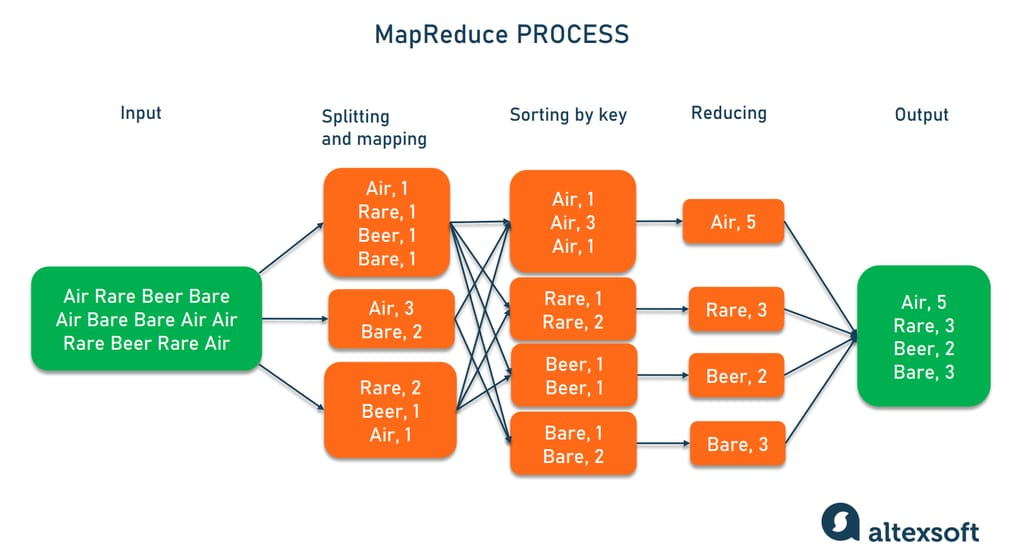 MapReduce PROCESS
Input
Splitting
and mapping
Sorting by key
Reducing
Output
Air Rare Beer Bare
Air Bare Bare Air Air
Rare Beer Rare Air
Air, 1
Rare, 1
Beer, 1
Bare, 1
Air, 3
Bare, 2
Rare, 2
Beer, 1
Air, 1
Air, 1
Air, 3
Air, 1
Rare, 1
Rare, 2
Beer, 1
Beer, 1
Bare, 1
Bare, 2
Air, 5
Rare, 3
Beer, 2
Bare, 3
Air, 5
Rare, 3
Beer, 2
Bare, 3
altexsoft